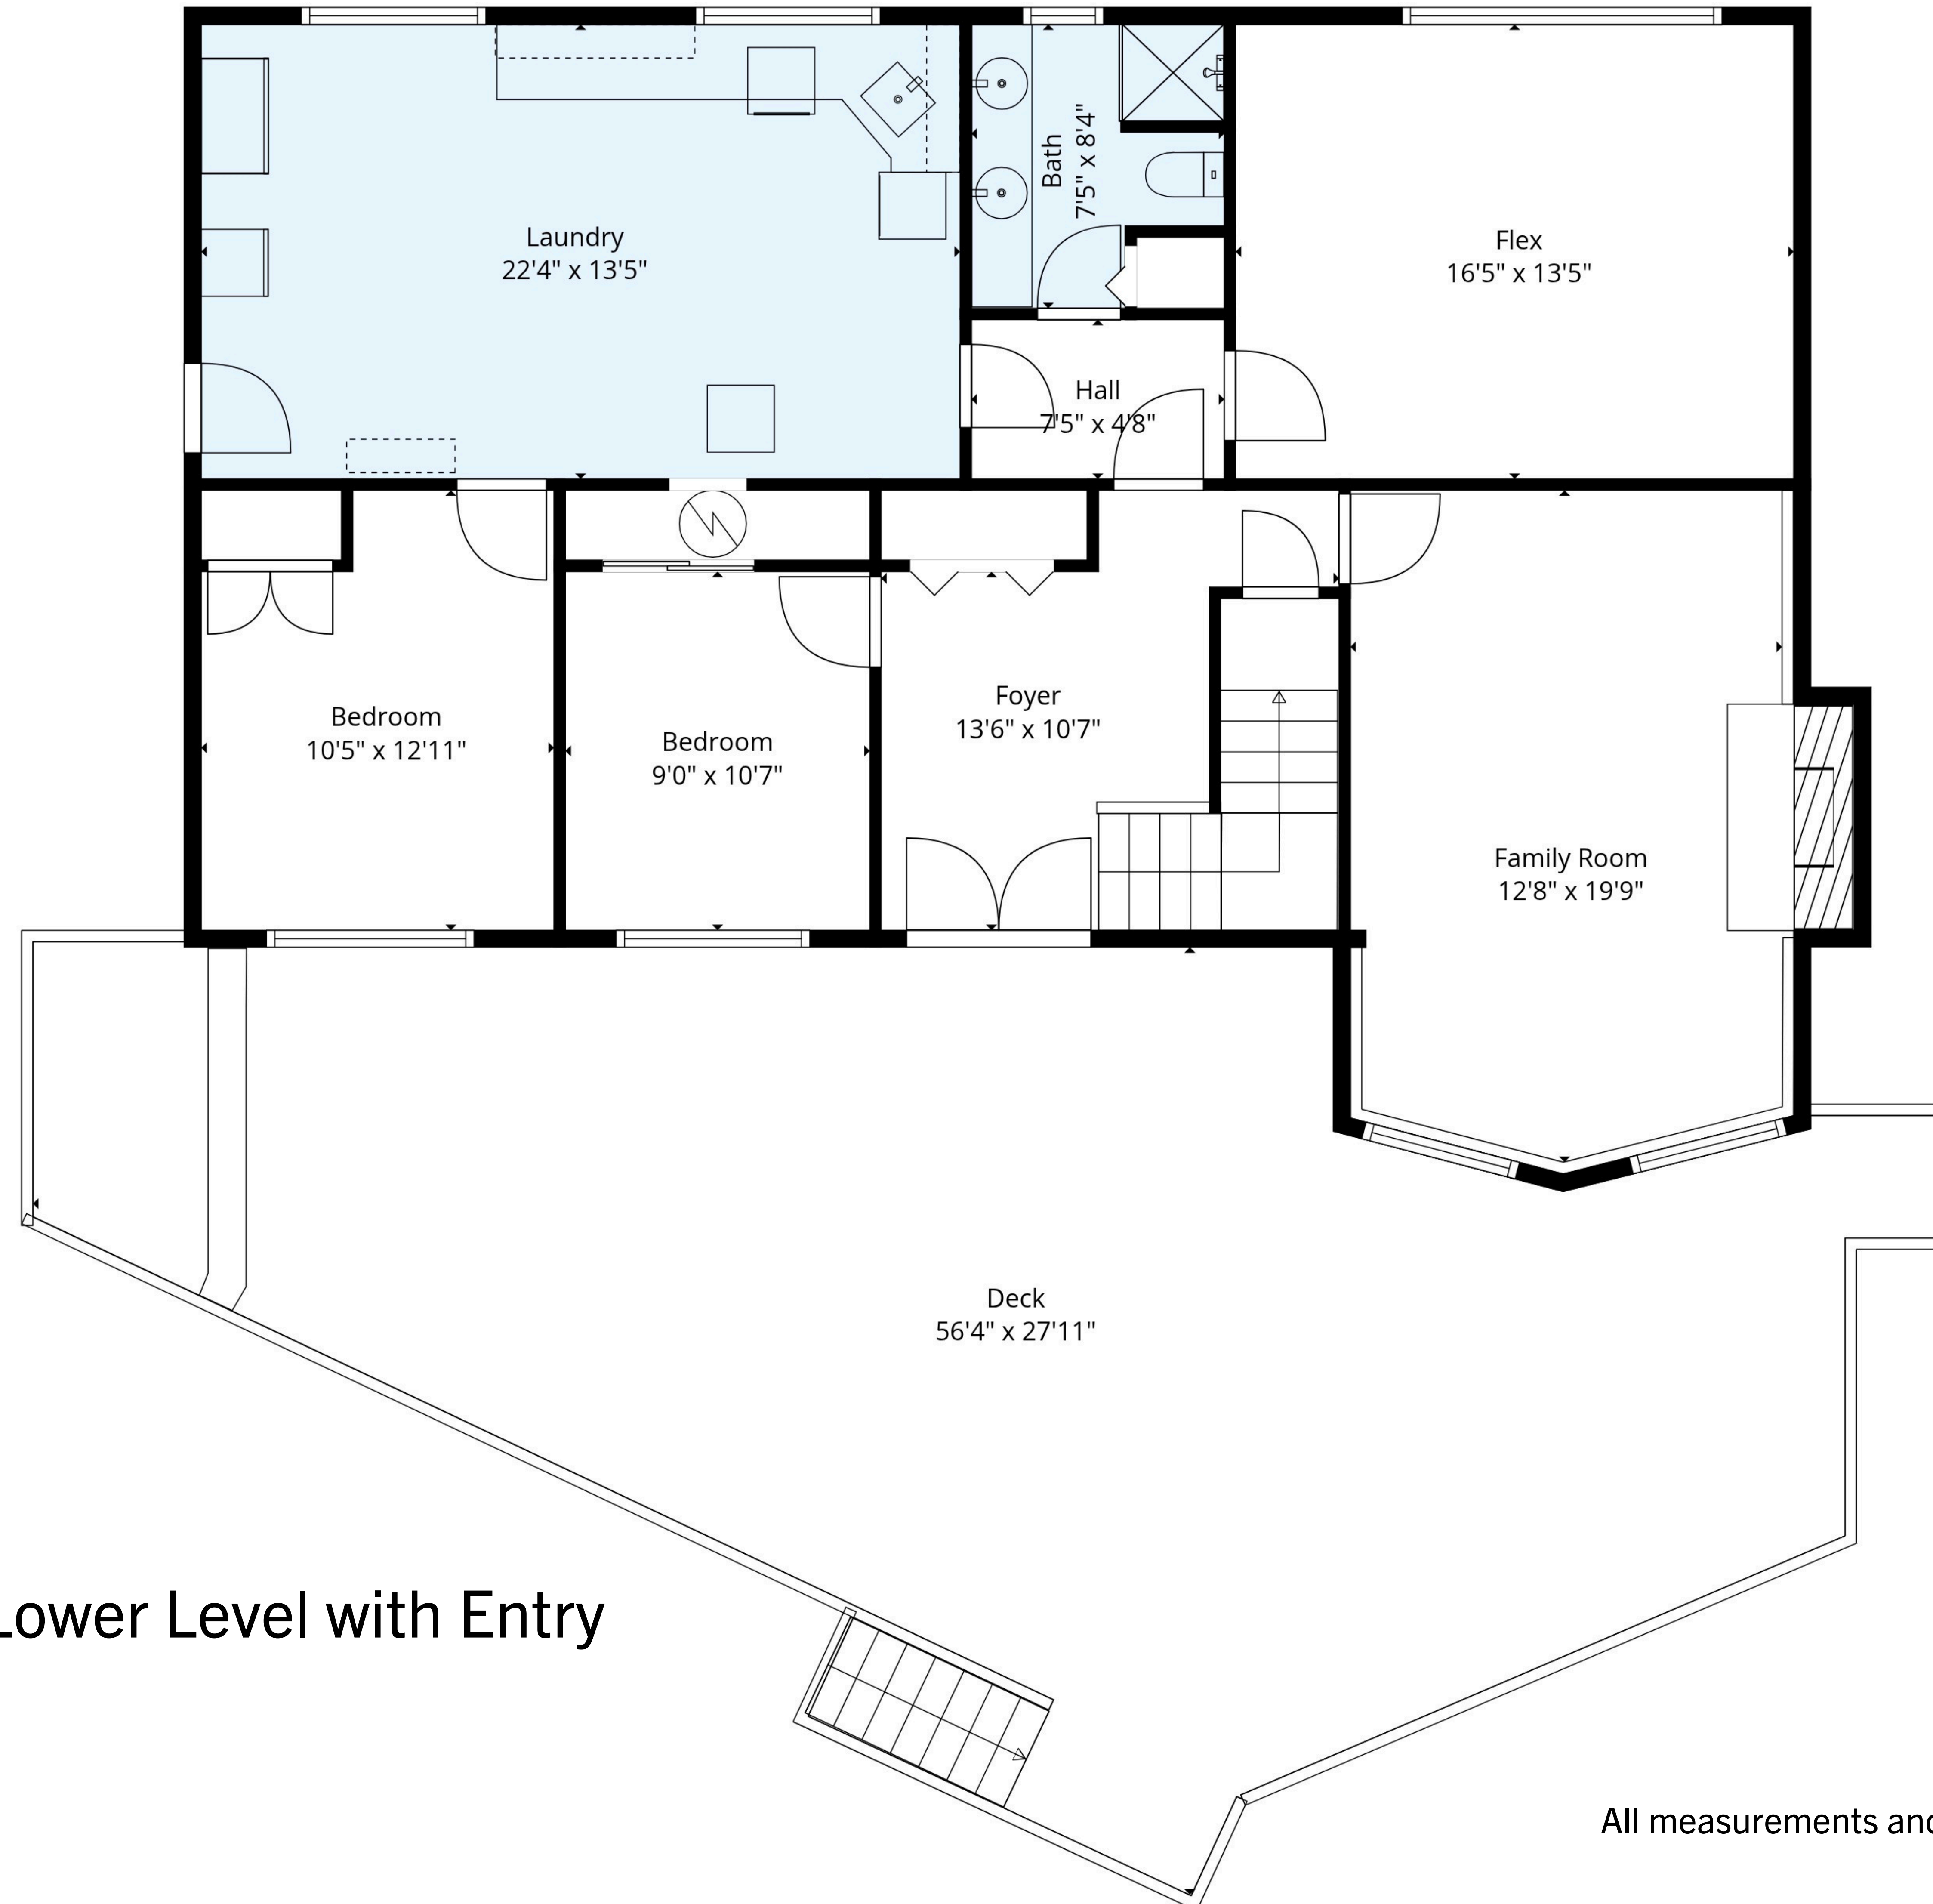 Laundry
22'4" x 13'5"
Bath
7'5" x 8'4"
Flex
16'5" x 13'5"
Hall
7'5" x 4'8"
Bedroom
10'5" x 12'11"
Bedroom
9'0" x 10'7"
Foyer
13'6" x 10'7"
Family Room
12'8" x 19'9"
Deck
56'4" x 27'11"
Lower Level with Entry
All measurements and